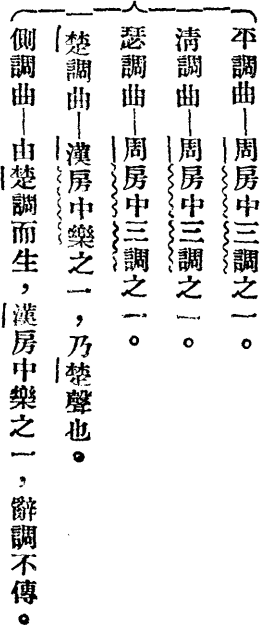 平調曲—周房中三調之一。
清調曲—周房中三調之一。
瑟調曲—周房中三調之一。
楚調曲—漢房中樂之一，乃楚聲也。
側調曲—由楚調而生，漢房中樂之一，辭調不傳。